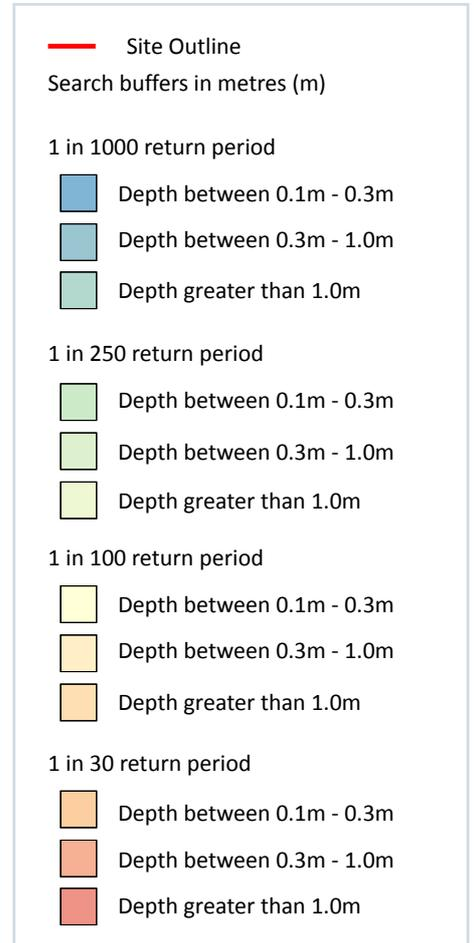 Site Outline
Search buffers in metres (m)
1 in 1000 return period
Depth between 0.1m - 0.3m
Depth between 0.3m - 1.0m
Depth greater than 1.0m
1 in 250 return period
Depth between 0.1m - 0.3m
Depth between 0.3m - 1.0m
Depth greater than 1.0m
1 in 100 return period
Depth between 0.1m - 0.3m
Depth between 0.3m - 1.0m
Depth greater than 1.0m
1 in 30 return period
Depth between 0.1m - 0.3m
Depth between 0.3m - 1.0m
Depth greater than 1.0m